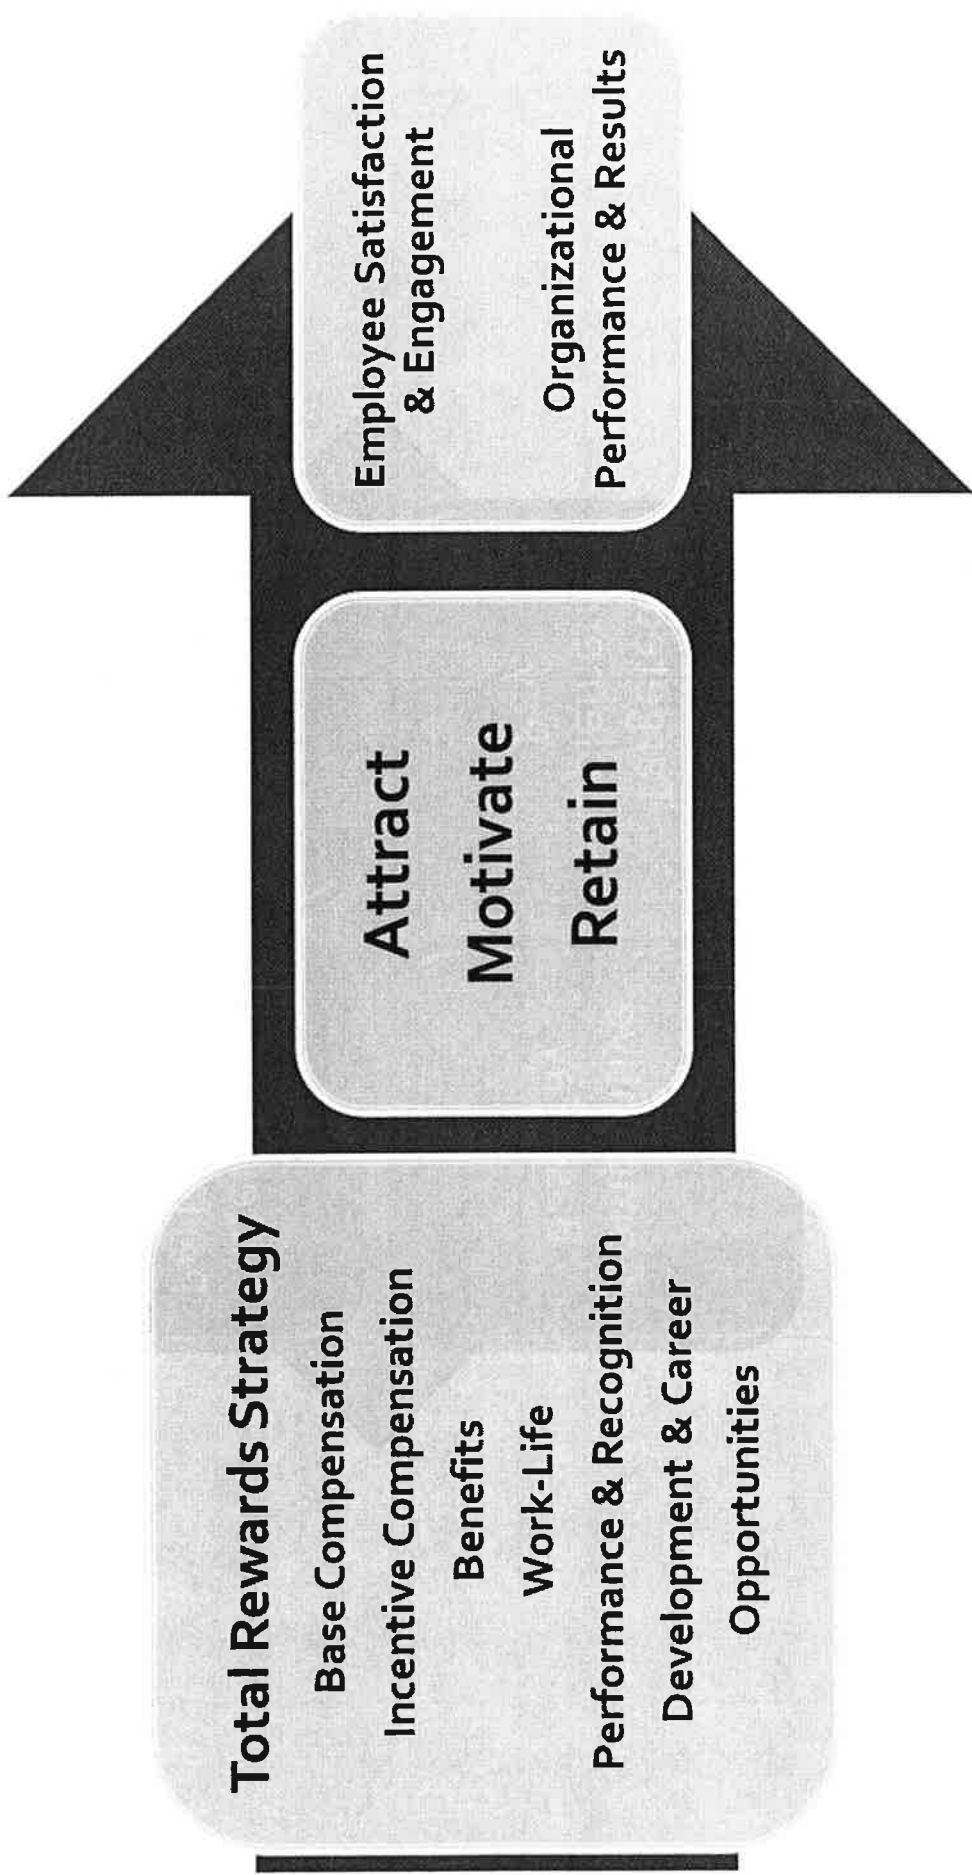 Total Rewards Strategy
Base Compensation
Incentive Compensation
Benefits
Work-Life
Performance & Recognition
Development & Career
Opportunities
Attract
Motivate
Retain
Employee Satisfaction
& Engagement
Organizational
Performance & Results